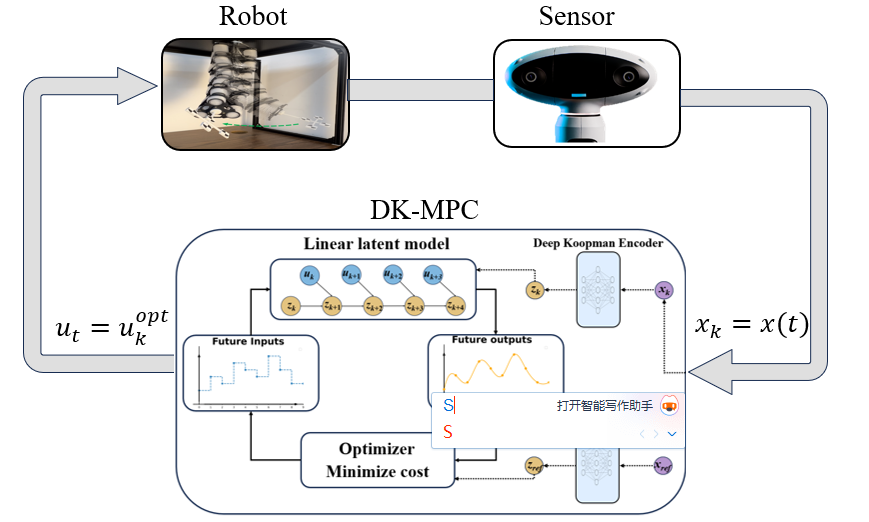 Robot
Sensor
DK-MPC
Linear latent model
Deep Koopman Encoder
u_k u_{k+1} u_{k+2} u_{k+3}
z_k z_{k+1} z_{k+2} z_{k+3} z_{k+4}
z_k
x_k
u_t = u_k^{opt}
x_k = x(t)
Future Inputs
Future outputs
S
打开智能写作助手
S
Optimizer
Minimize cost
z_{ref}
x_{ref}